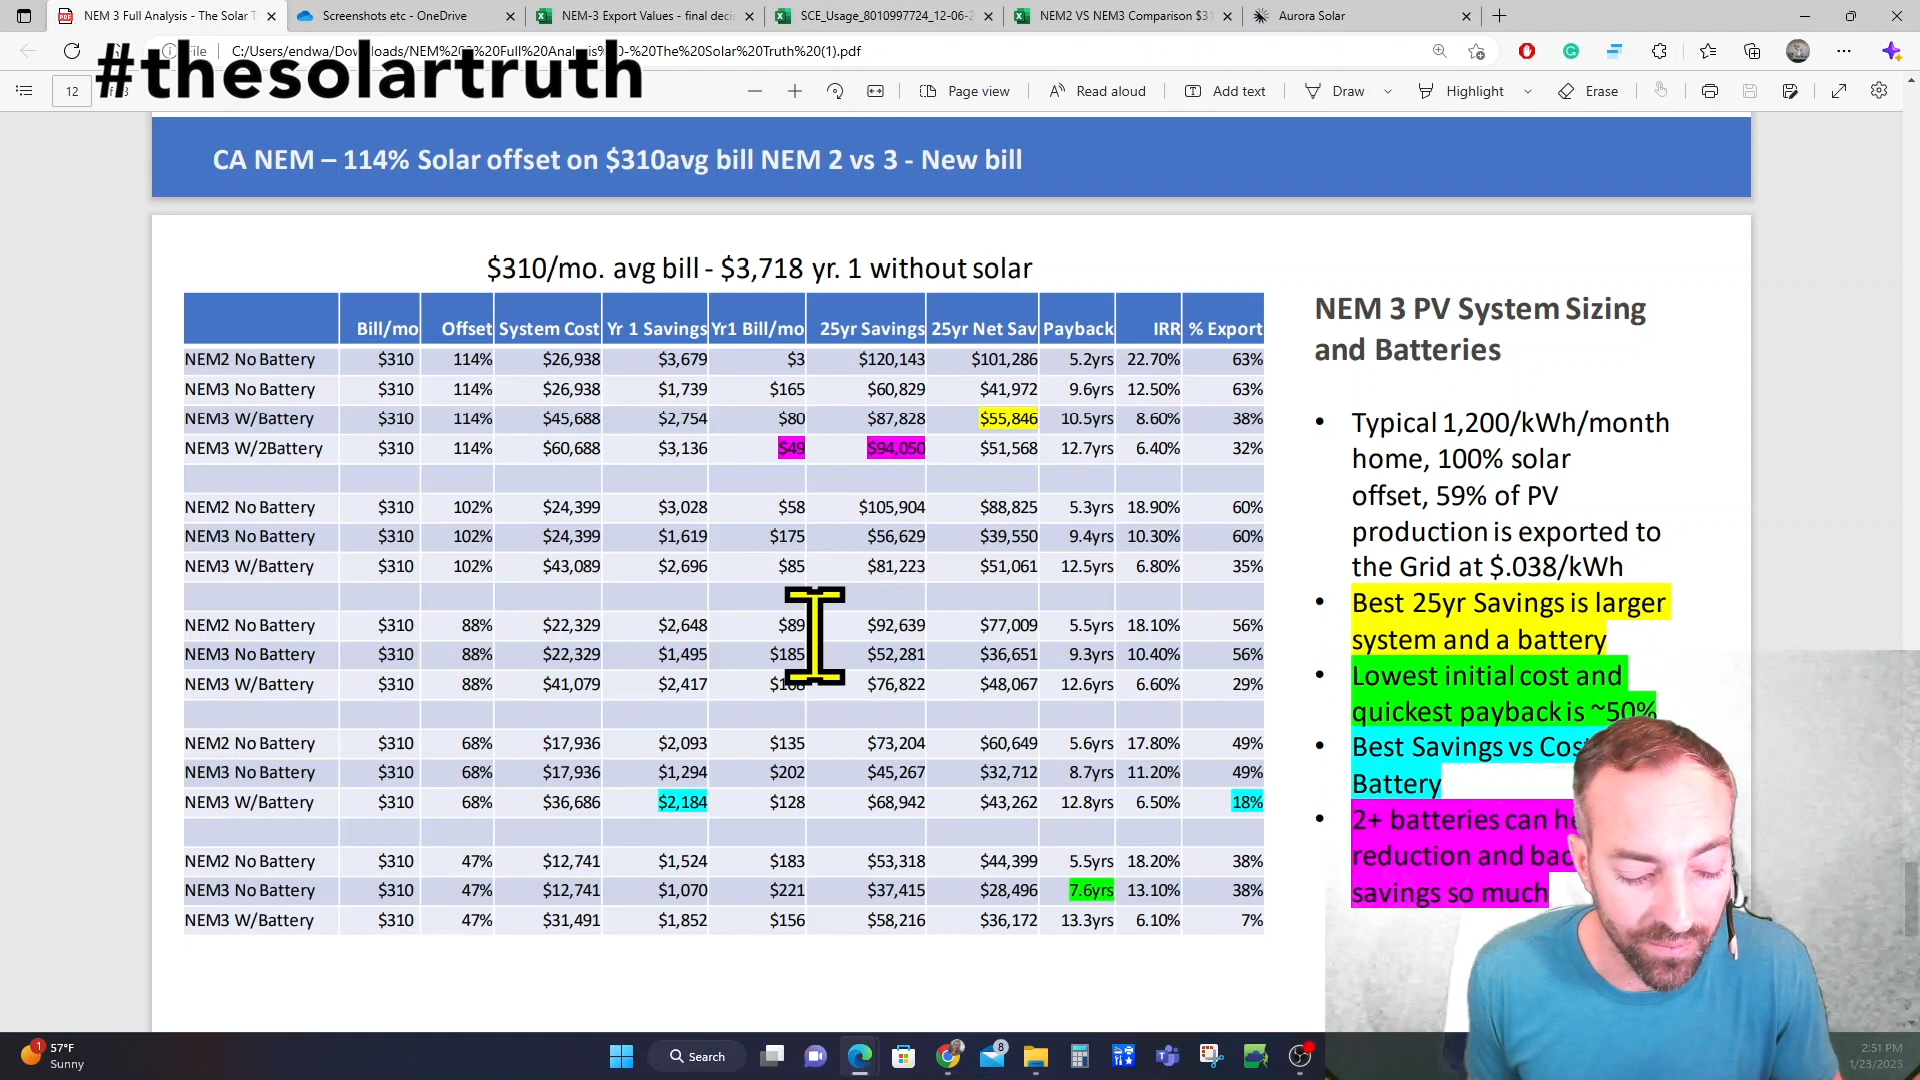 NEM 3 Full Analysis - The Solar T
Screenshots etc - OneDrive
NEM-3 Export Values - final deci
SCE_Usage_8010997724_12-06-2
NEM2 VS NEM3 Comparison $31
Aurora Solar
C:/Users/endwa/Downloads/NEM%203%20Full%20Analysis%20-%20The%20Solar%20Truth%20(1).pdf
#thesolartruth
12
Page view
Read aloud
Add text
Draw
Highlight
Erase
CA NEM – 114% Solar offset on $310avg bill NEM 2 vs 3 - New bill
$310/mo. avg bill - $3,718 yr. 1 without solar
Bill/mo Offset System Cost Yr 1 Savings Yr1 Bill/mo 25yr Savings 25yr Net Sav Payback IRR % Export
NEM2 No Battery $310 114% $26,938 $3,679 $3 $120,143 $101,286 5.2yrs 22.70% 63%
NEM3 No Battery $310 114% $26,938 $1,739 $165 $60,829 $41,972 9.6yrs 12.50% 63%
NEM3 W/Battery $310 114% $45,688 $2,754 $80 $87,828 $55,846 10.5yrs 8.60% 38%
NEM3 W/2Battery $310 114% $60,688 $3,136 $49 $94,050 $51,568 12.7yrs 6.40% 32%
NEM2 No Battery $310 102% $24,399 $3,028 $58 $105,904 $88,825 5.3yrs 18.90% 60%
NEM3 No Battery $310 102% $24,399 $1,619 $175 $56,629 $39,550 9.4yrs 10.30% 60%
NEM3 W/Battery $310 102% $43,089 $2,696 $85 $81,223 $51,061 12.5yrs 6.80% 35%
NEM2 No Battery $310 88% $22,329 $2,648 $89 $92,639 $77,009 5.5yrs 18.10% 56%
NEM3 No Battery $310 88% $22,329 $1,495 $185 $52,281 $36,651 9.3yrs 10.40% 56%
NEM3 W/Battery $310 88% $41,079 $2,417 $76,822 $48,067 12.6yrs 6.60% 29%
NEM2 No Battery $310 68% $17,936 $2,093 $135 $73,204 $60,649 5.6yrs 17.80% 49%
NEM3 No Battery $310 68% $17,936 $1,294 $202 $45,267 $32,712 8.7yrs 11.20% 49%
NEM3 W/Battery $310 68% $36,686 $2,184 $128 $68,942 $43,262 12.8yrs 6.50% 18%
NEM2 No Battery $310 47% $12,741 $1,524 $183 $53,318 $44,399 5.5yrs 18.20% 38%
NEM3 No Battery $310 47% $12,741 $1,070 $221 $37,415 $28,496 7.6yrs 13.10% 38%
NEM3 W/Battery $310 47% $31,491 $1,852 $156 $58,216 $36,172 13.3yrs 6.10% 7%
NEM 3 PV System Sizing
and Batteries
• Typical 1,200/kWh/month
home, 100% solar
offset, 59% of PV
production is exported to
the Grid at $.038/kWh
• Best 25yr Savings is larger
system and a battery
• Lowest initial cost and
quickest payback is ~50%
• Best Savings vs Cost
Battery
• 2+ batteries can he
reduction and bac
savings so much
1
57°F
Sunny
Search
8
2:51 PM
1/23/2023